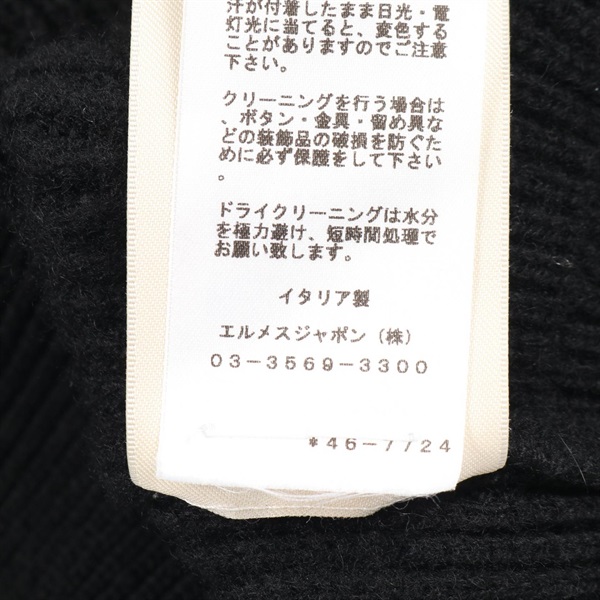 汗が付着したまま日光・電
灯光に当てると、変色する
ことがありますのでご注意
下さい。
クリーニングを行う場合は
、ボタン・金具・留め具な
どの装飾品の破損を防ぐた
めに必ず保護をして下さい
。
ドライクリーニングは水分
を極力避け、短時間処理で
お願い致します。
イタリア製
エルメスジャポン(株)
03-3569-3300
*46-7724